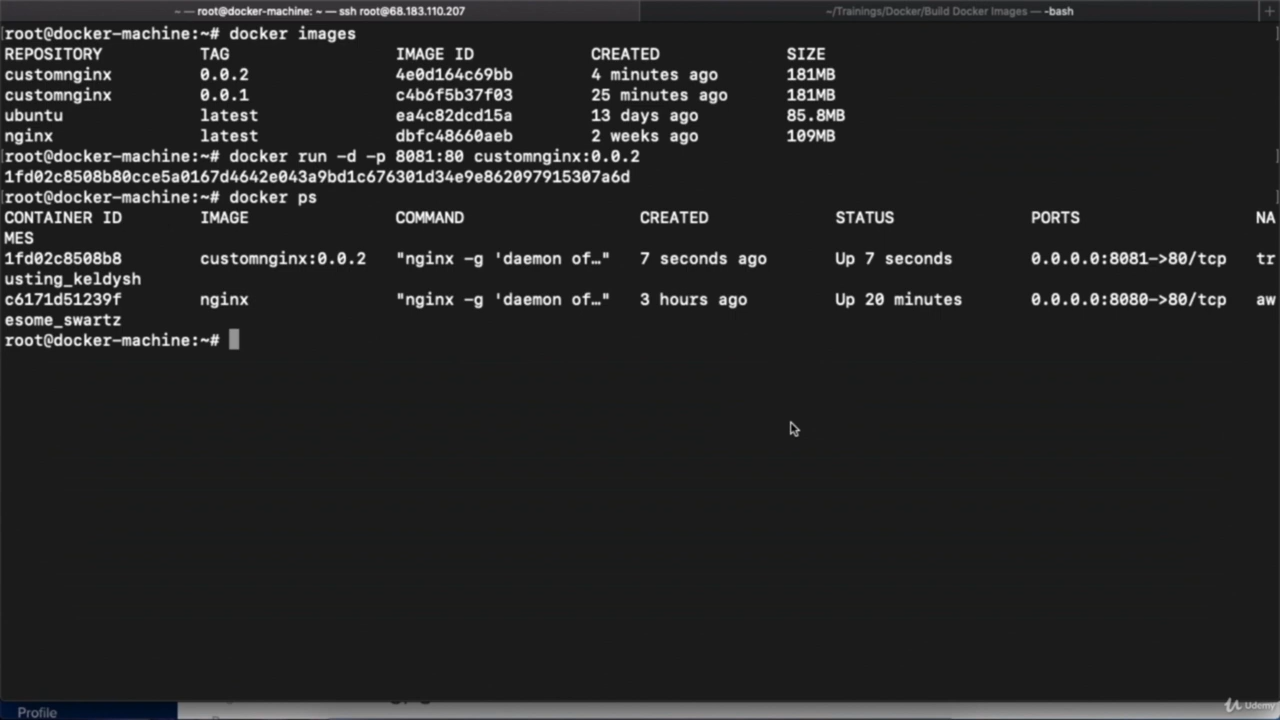 ~ — root@docker-machine: ~ — ssh root@68.183.110.207
~/Trainings/Docker/Build Docker Images — -bash
+
[root@docker-machine:~# docker images
REPOSITORY TAG IMAGE ID CREATED SIZE
customnginx 0.0.2 4e0d164c69bb 4 minutes ago 181MB
customnginx 0.0.1 c4b6f5b37f03 25 minutes ago 181MB
ubuntu latest ea4c82dcd15a 13 days ago 85.8MB
nginx latest dbfc48660aeb 2 weeks ago 109MB
[root@docker-machine:~# docker run -d -p 8081:80 customnginx:0.0.2
1fd02c8508b80cce5a0167d4642e043a9bd1c676301d34e9e862097915307a6d
[root@docker-machine:~# docker ps
CONTAINER ID IMAGE COMMAND CREATED STATUS PORTS NA
MES
1fd02c8508b8 customnginx:0.0.2 "nginx -g 'daemon of…" 7 seconds ago Up 7 seconds 0.0.0.0:8081->80/tcp tr
usting_keldysh
c6171d51239f nginx "nginx -g 'daemon of…" 3 hours ago Up 20 minutes 0.0.0.0:8080->80/tcp aw
esome_swartz
root@docker-machine:~#
Profile
Udemy